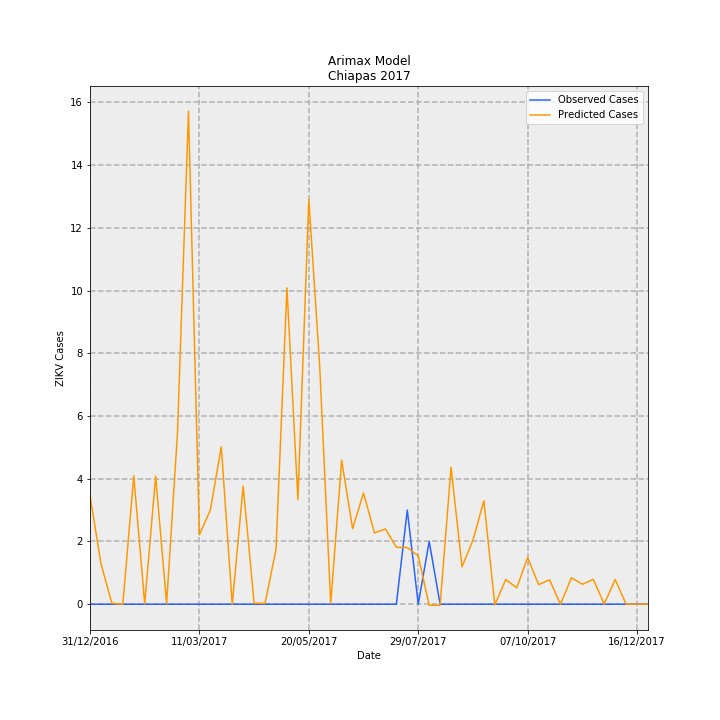 Arimax Model
Chiapas 2017
Observed Cases
Predicted Cases
16
14
12
10
8
6
4
2
0
ZIKV Cases
31/12/2016
11/03/2017
20/05/2017
29/07/2017
07/10/2017
16/12/2017
Date